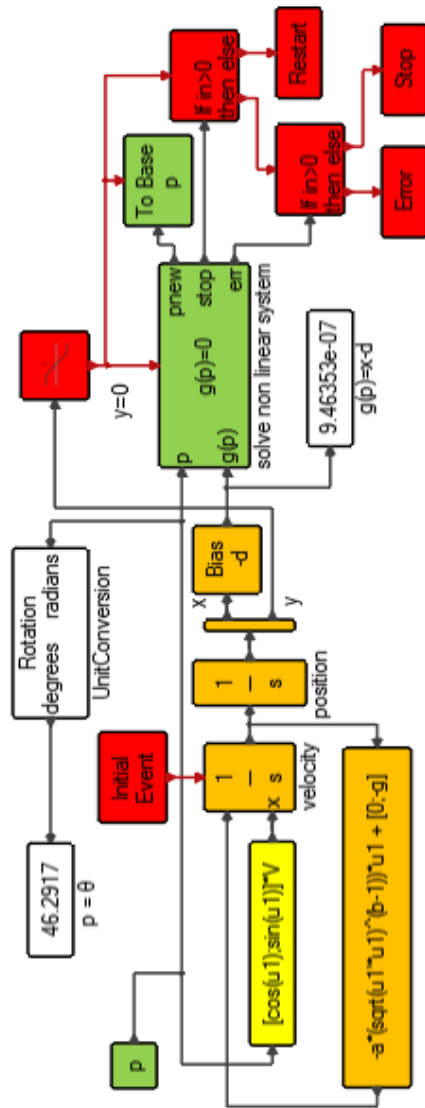 p
46.2917
p = θ
Rotation
degrees radians
UnitConversion
Initial
Event
[cos(u1);sin(u1)]*V
1
s
x
velocity
-a*(sqrt(u1'*u1)^(b-1))*u1 + [0;-g]
1
s
position
x
y
Bias
-d
y=0
p
g(p)
g(p)=0
pnew
stop
err
solve non linear system
9.46353e-07
g(p)=x-d
To Base
p
If in>0
then else
If in>0
then else
Restart
Error
Stop